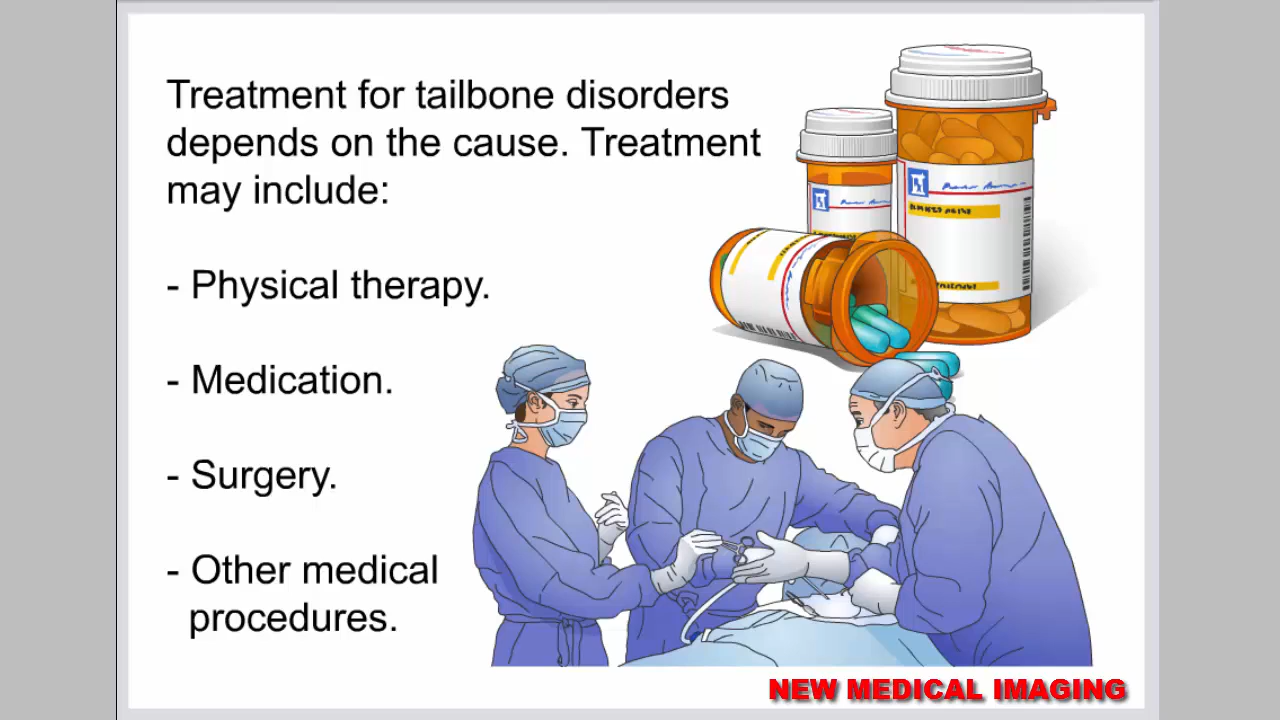 Treatment for tailbone disorders
depends on the cause. Treatment
may include:
- Physical therapy.
- Medication.
- Surgery.
- Other medical
procedures.
NEW MEDICAL IMAGING